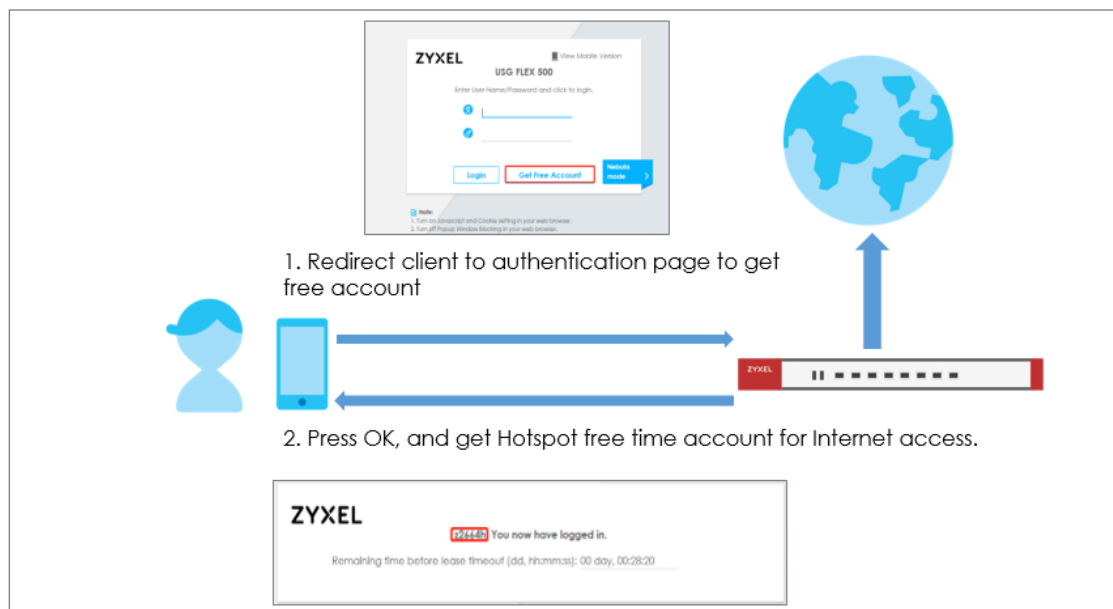 ZYXEL
View Mobile Version
USG FLEX 500
Enter User Name/Password and click to login.
Login
Get Free Account
Nebula
mode
Note:
1. Turn on Javascript and Cookie setting in your web browser.
2. Turn off Popup Window Blocking in your web browser.
1. Redirect client to authentication page to get
free account
ZYXEL
2. Press OK, and get Hotspot free time account for Internet access.
ZYXEL
z2664h You now have logged in.
Remaining time before lease timeout (dd, hh:mm:ss): 00 day, 00:28:20